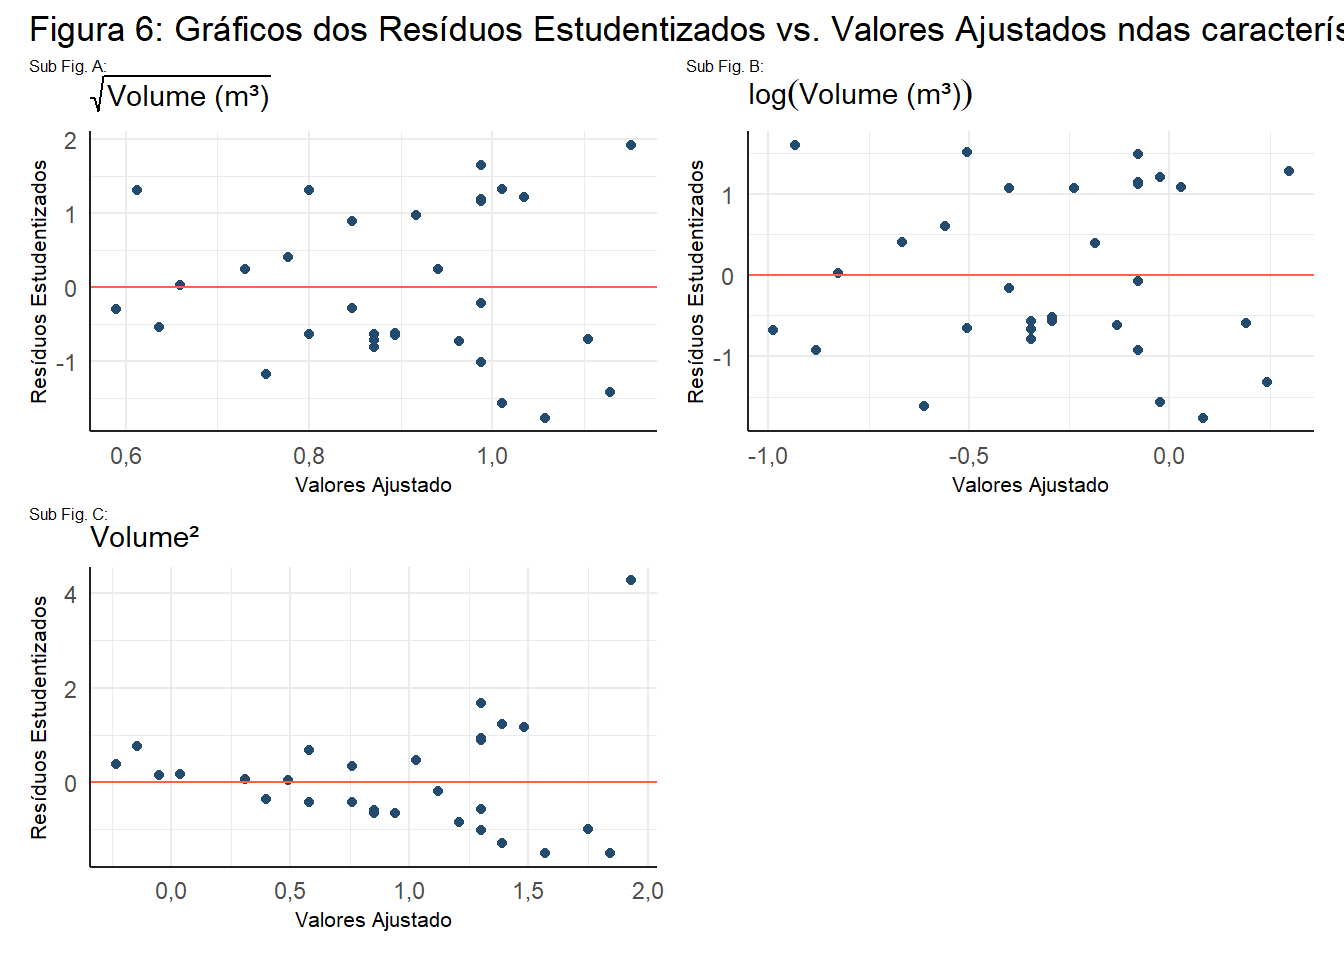 Figura 6: Gráficos dos Resíduos Estudentizados vs. Valores Ajustados ndas caracterís
Sub Fig. A:
√Volume (m³)
2
1
0
-1
Resíduos Estudentizados
0,6 0,8 1,0
Valores Ajustado
Sub Fig. B:
log(Volume (m³))
1
0
-1
Resíduos Estudentizados
-1,0 -0,5 0,0
Valores Ajustado
Sub Fig. C:
Volume²
4
2
0
Resíduos Estudentizados
0,0 0,5 1,0 1,5 2,0
Valores Ajustado